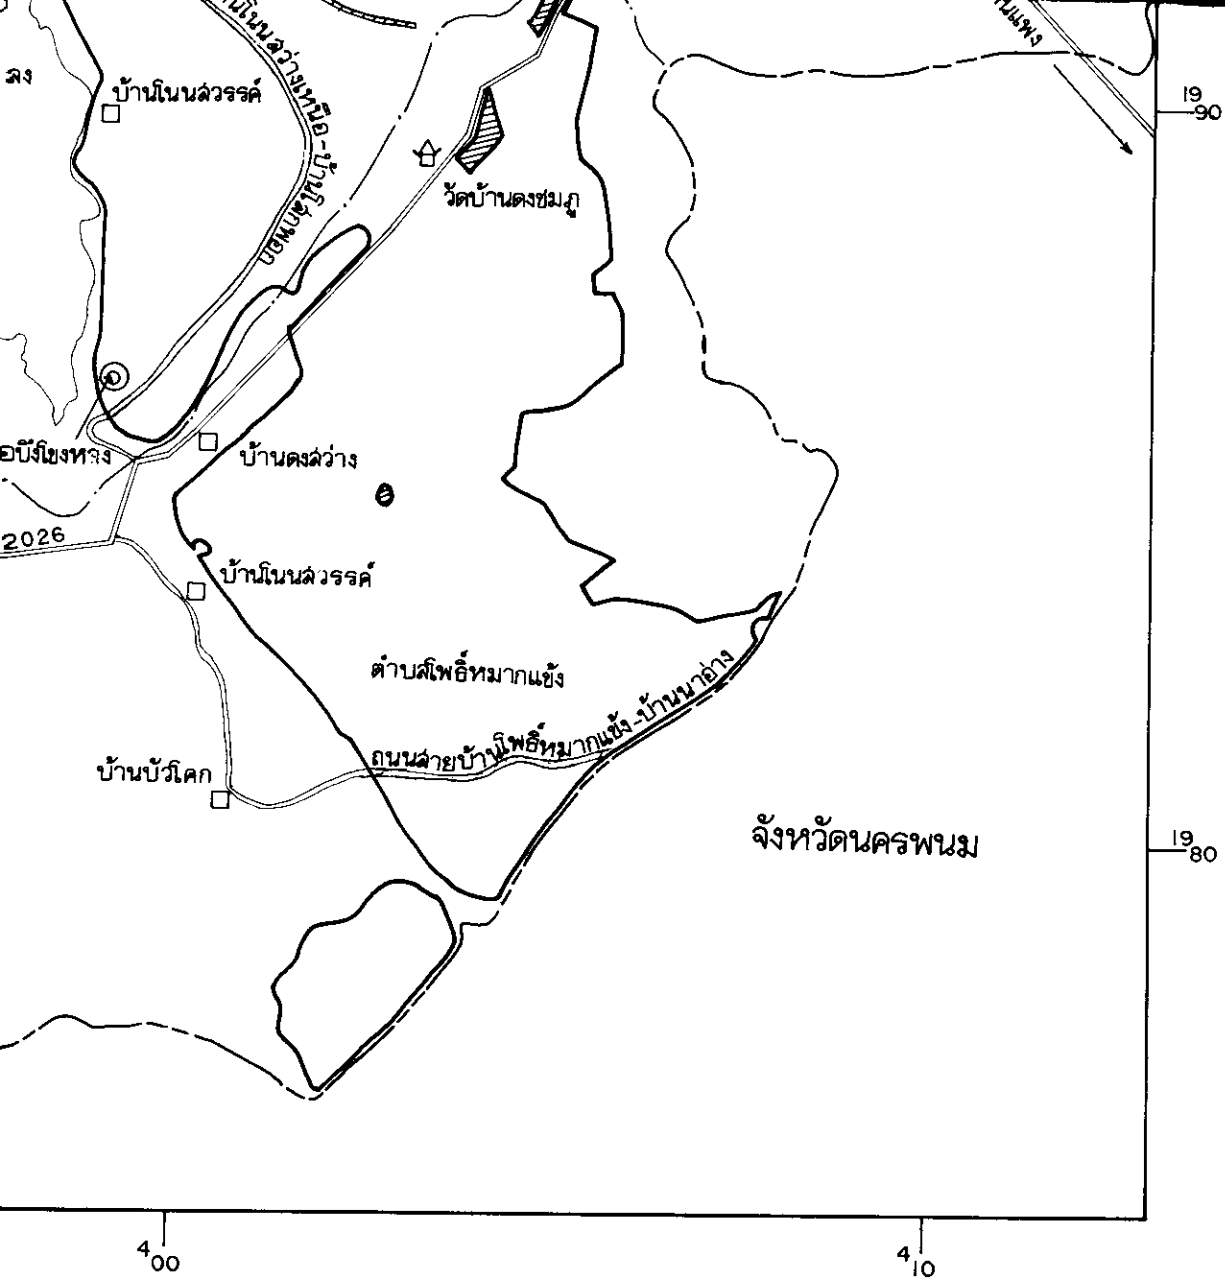 บ้านโนนสวรรค์
19 90
วัดบ้านดงชมภู
บ้านดงสว่าง
2026
บ้านโนนสวรรค์
ตำบลโพธิ์หมากแข้ง
ถนนสายบ้านโพธิ์หมากแข้ง-บ้านนาอ่าง
บ้านบัวโคก
จังหวัดนครพนม
19 80
4 00
4 10